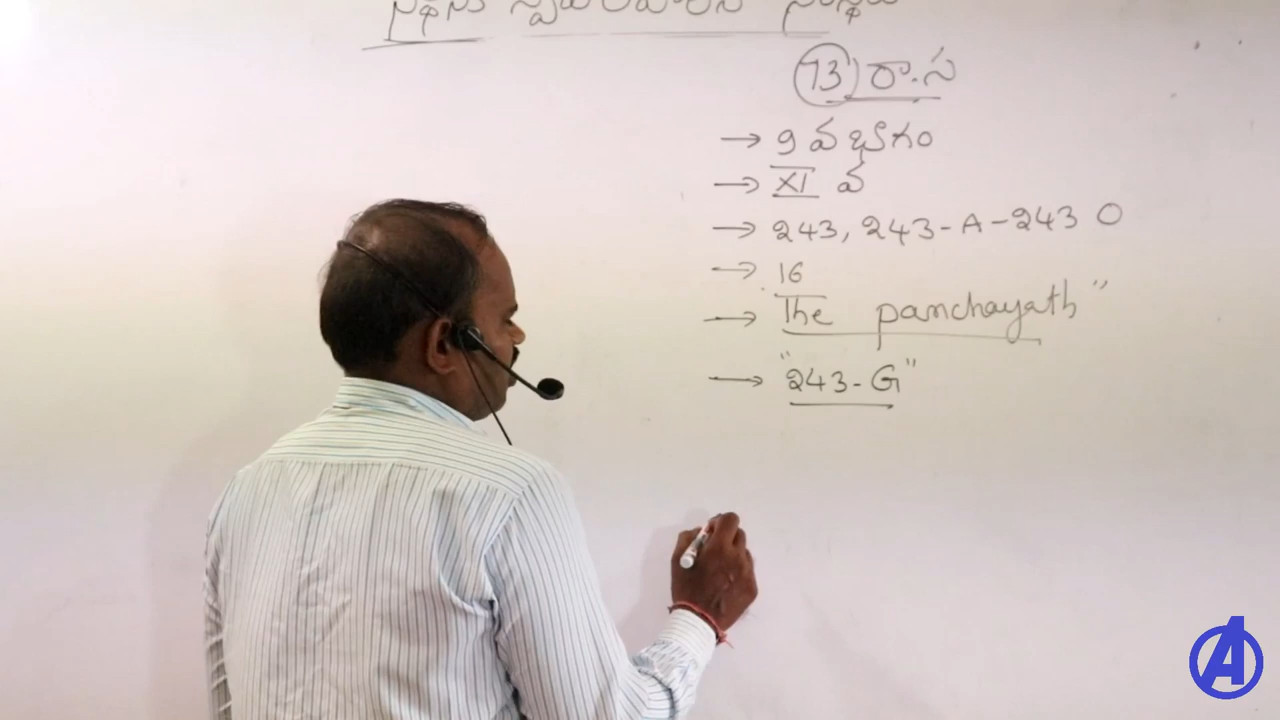 73 రా.స
→ 9 వ భాగం
→ XI వ
→ 243, 243-A-243 O
→ 16
→ The panchayath"
→ "243-G"